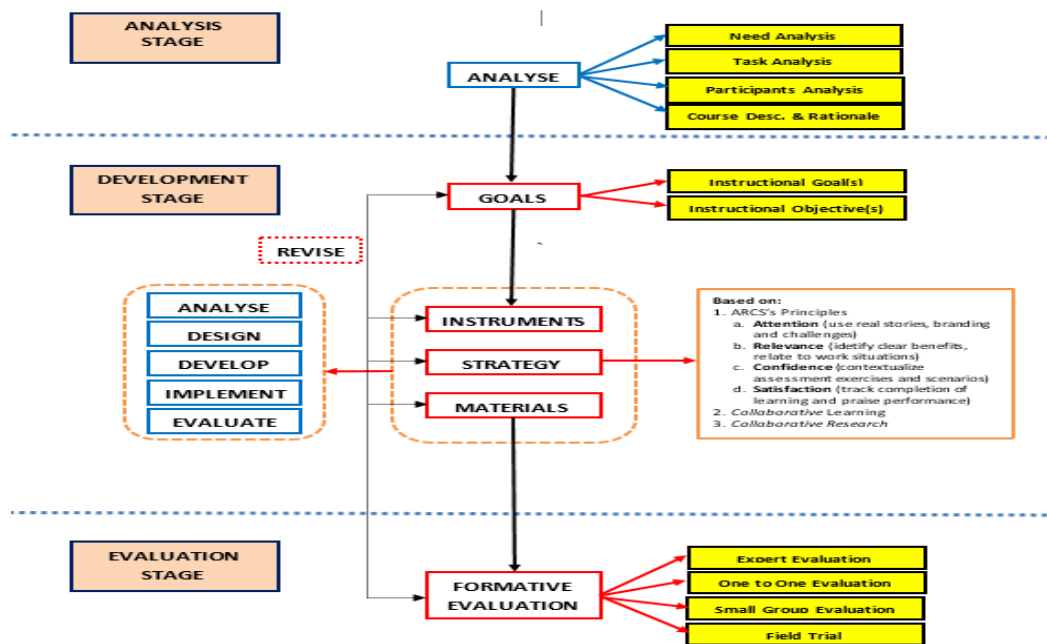 ANALYSIS
STAGE
ANALYSE
Need Analysis
Task Analysis
Participants Analysis
Course Desc. & Rationale
DEVELOPMENT
STAGE
GOALS
Instructional Goal(s)
Instructional Objective(s)
REVISE
ANALYSE
DESIGN
DEVELOP
IMPLEMENT
EVALUATE
INSTRUMENTS
STRATEGY
MATERIALS
Based on:
1. ARCS's Principles
a. Attention (use real stories, branding
and challenges)
b. Relevance (idetify clear benefits,
relate to work situations)
c. Confidence (contextualize
assessment exercises and scenarios)
d. Satisfaction (track completion of
learning and praise performance)
2. Collaborative Learning
3. Collaborative Research
EVALUATION
STAGE
FORMATIVE
EVALUATION
Expert Evaluation
One to One Evaluation
Small Group Evaluation
Field Trial